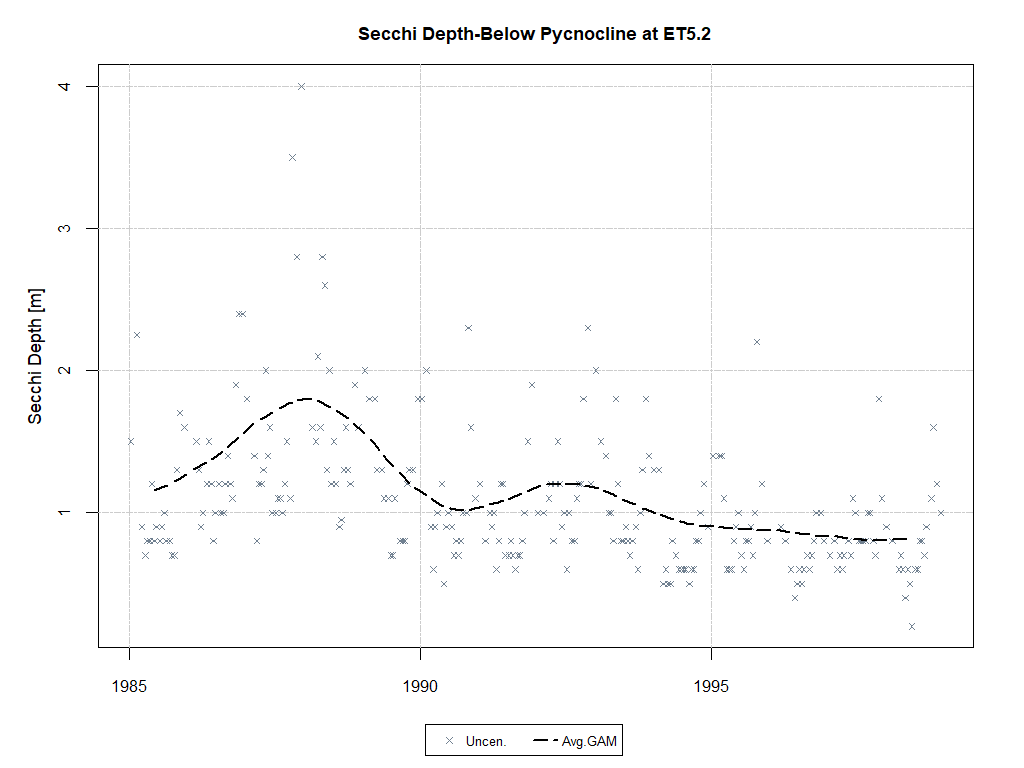 Secchi Depth-Below Pycnocline at ET5.2
Secchi Depth [m]
4
3
2
1
1985 1990 1995
Uncen. Avg.GAM